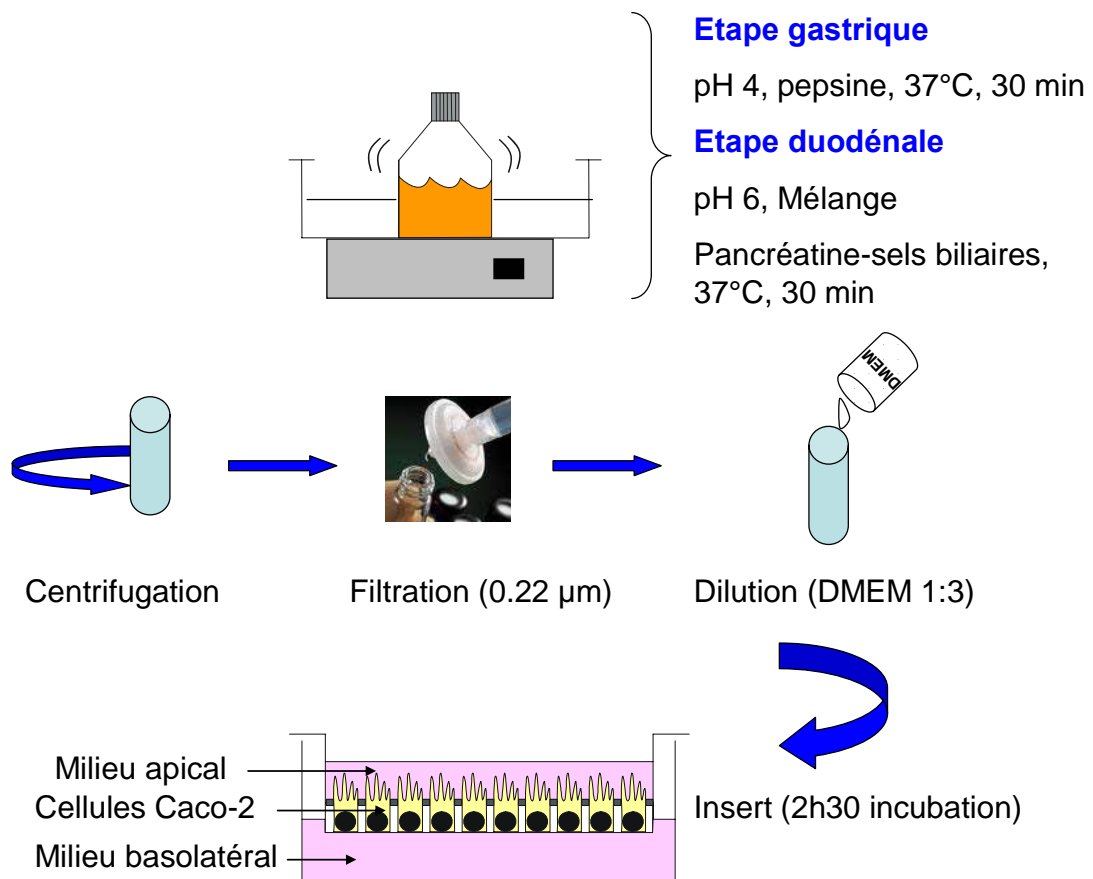 Etape gastrique
pH 4, pepsine, 37°C, 30 min
Etape duodénale
pH 6, Mélange
Pancréatine-sels biliaires,
37°C, 30 min
DMEM
Centrifugation
Filtration (0.22 µm)
Dilution (DMEM 1:3)
Milieu apical
Cellules Caco-2
Insert (2h30 incubation)
Milieu basolatéral